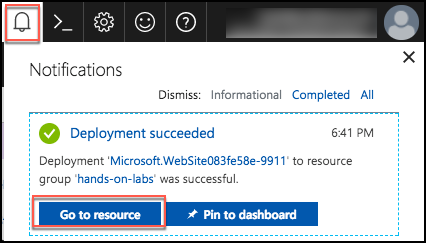 Notifications
Dismiss: Informational Completed All
Deployment succeeded 6:41 PM
Deployment 'Microsoft.WebSite083fe58e-9911' to resource
group 'hands-on-labs' was successful.
Go to resource Pin to dashboard